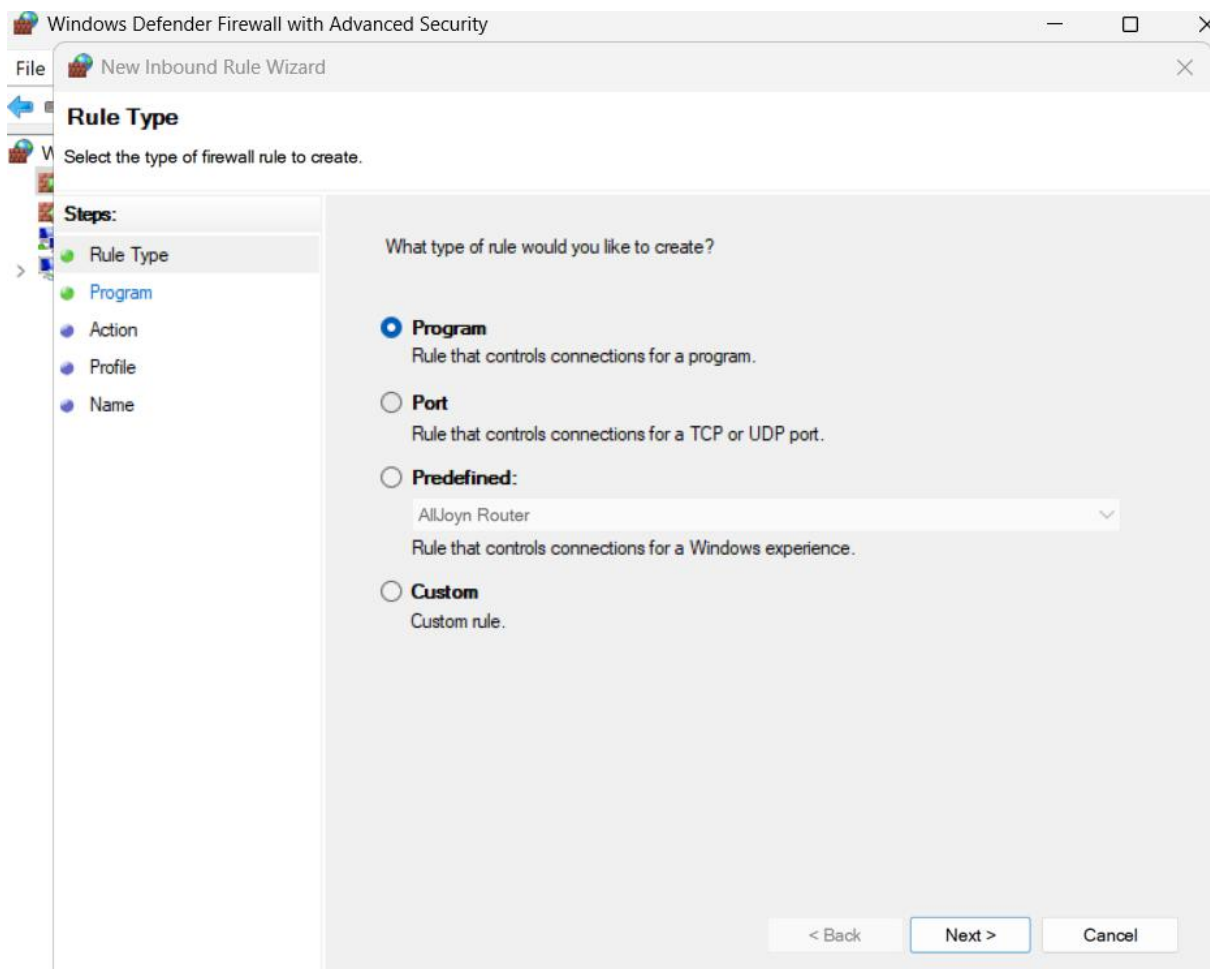 Windows Defender Firewall with Advanced Security
File
New Inbound Rule Wizard
Rule Type
W
Select the type of firewall rule to create.
Steps:
Rule Type
Program
Action
Profile
Name
What type of rule would you like to create?
Program
Rule that controls connections for a program.
Port
Rule that controls connections for a TCP or UDP port.
Predefined:
AllJoyn Router
Rule that controls connections for a Windows experience.
Custom
Custom rule.
< Back Next > Cancel